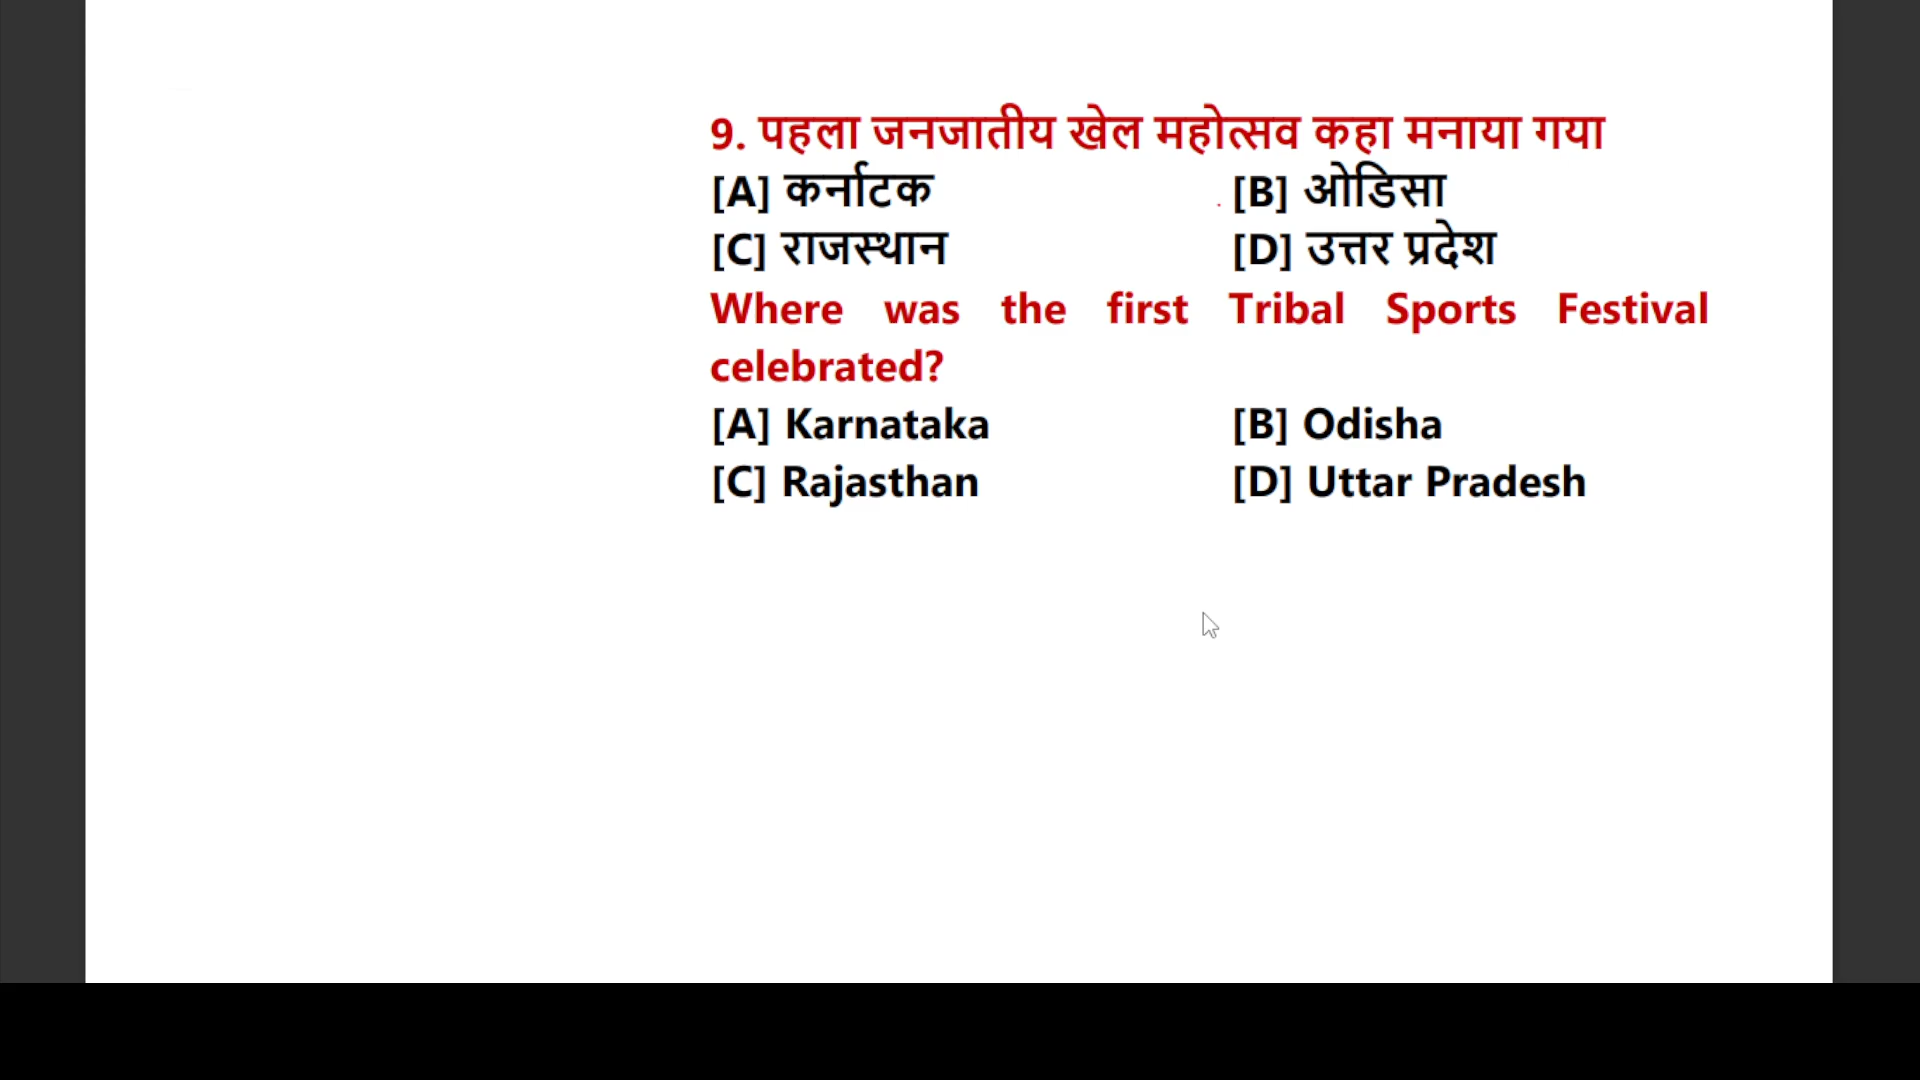 9. पहला जनजातीय खेल महोत्सव कहा मनाया गया
[A] कर्नाटक [B] ओडिसा
[C] राजस्थान [D] उत्तर प्रदेश
Where was the first Tribal Sports Festival
celebrated?
[A] Karnataka [B] Odisha
[C] Rajasthan [D] Uttar Pradesh